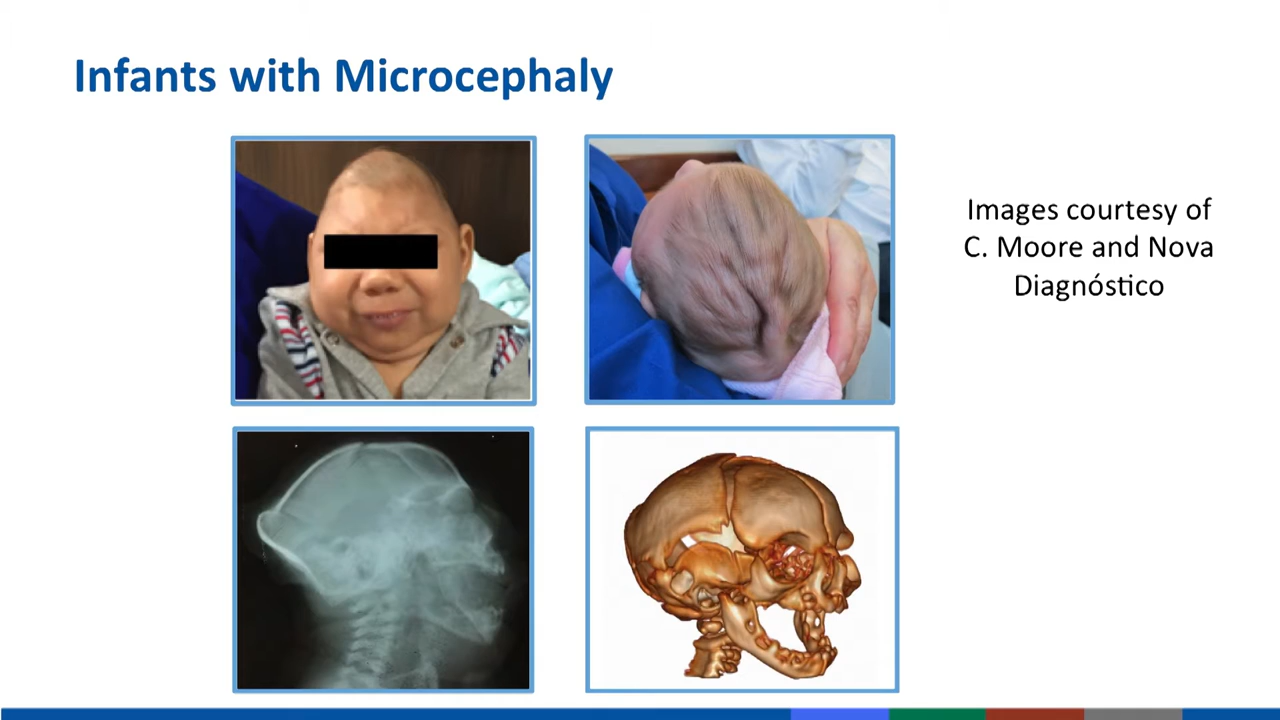 Infants with Microcephaly
Images courtesy of
C. Moore and Nova
Diagnóstico